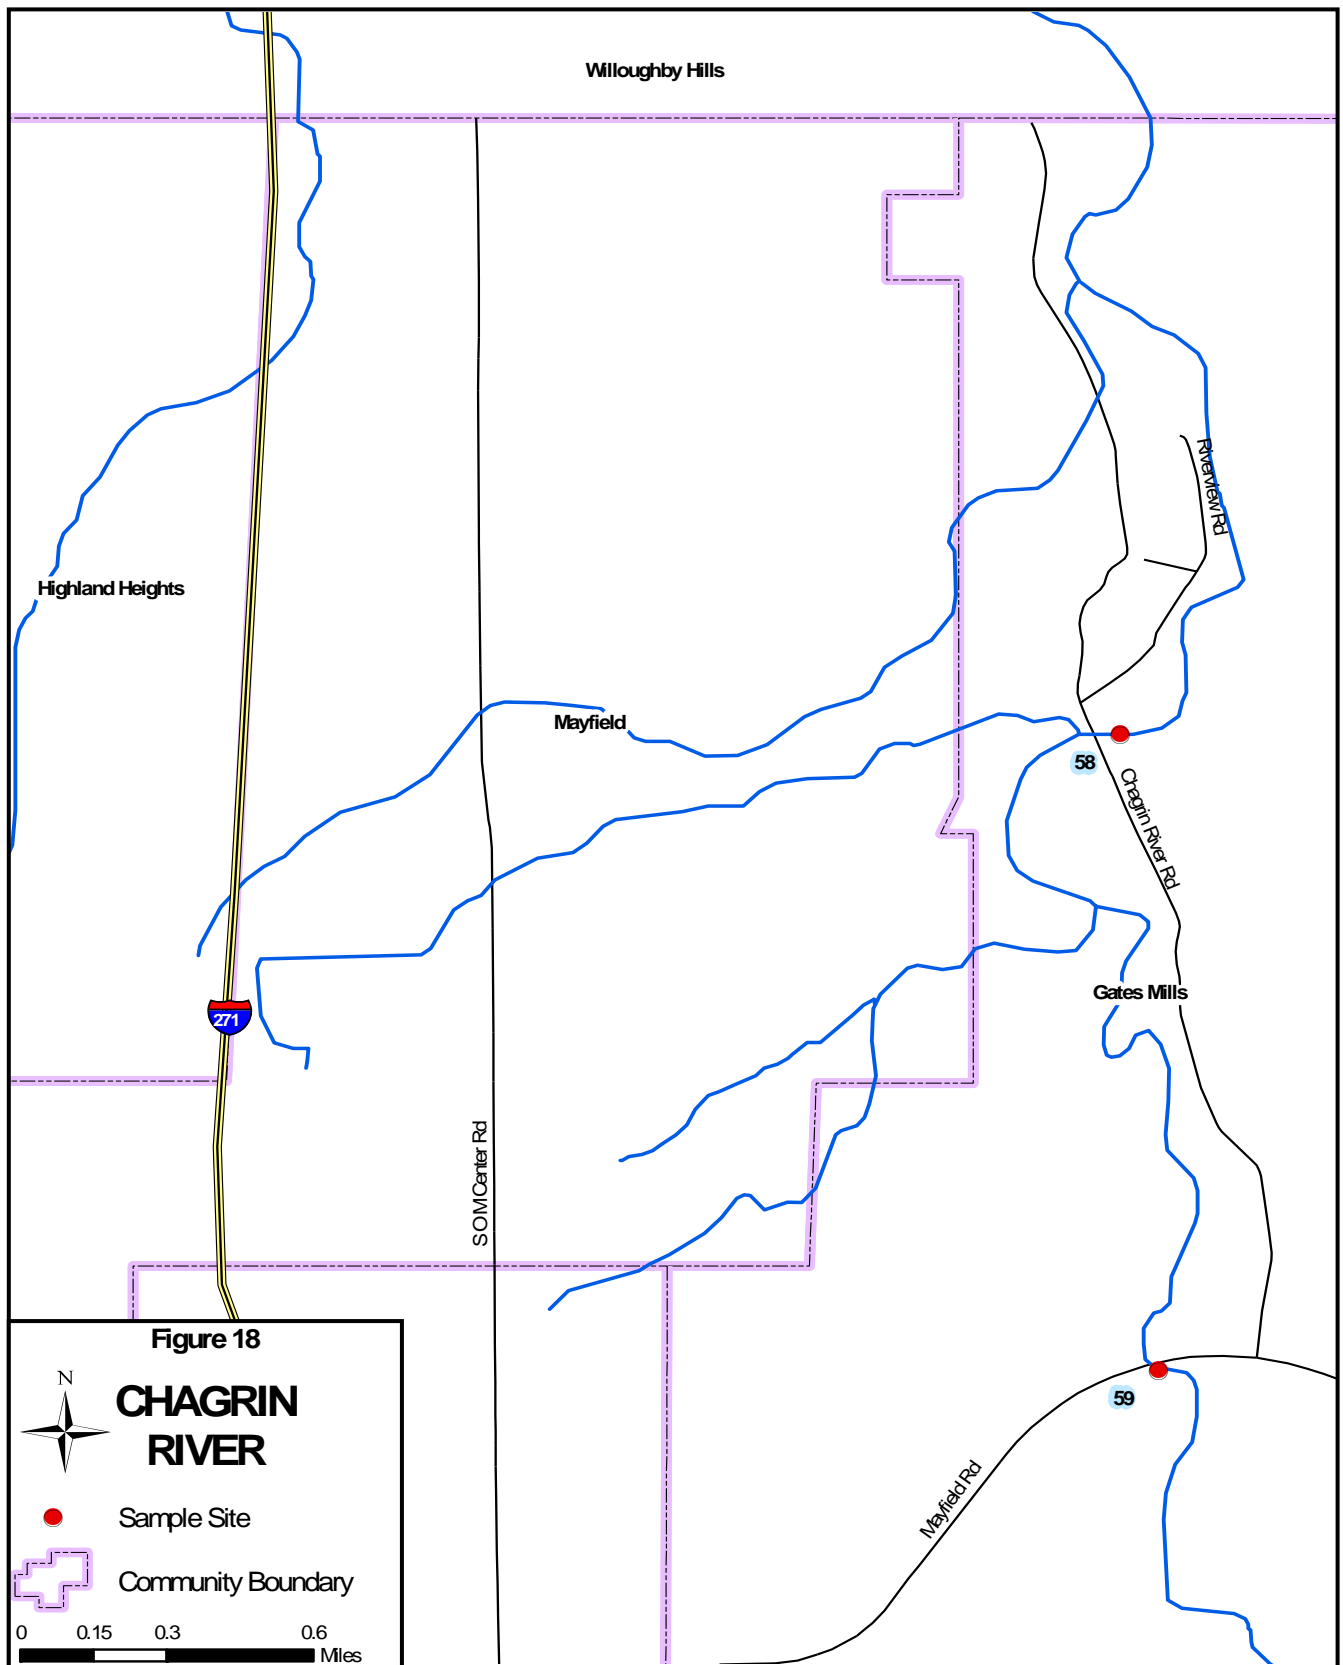 Willoughby Hills
Riverview Rd
Highland Heights
Mayfield
58
Chagrin River Rd
Gates Mills
271
SOM Center Rd
59
Mayfield Rd
Figure 18
N
CHAGRIN
RIVER
Sample Site
Community Boundary
0 0.15 0.3 0.6
Miles